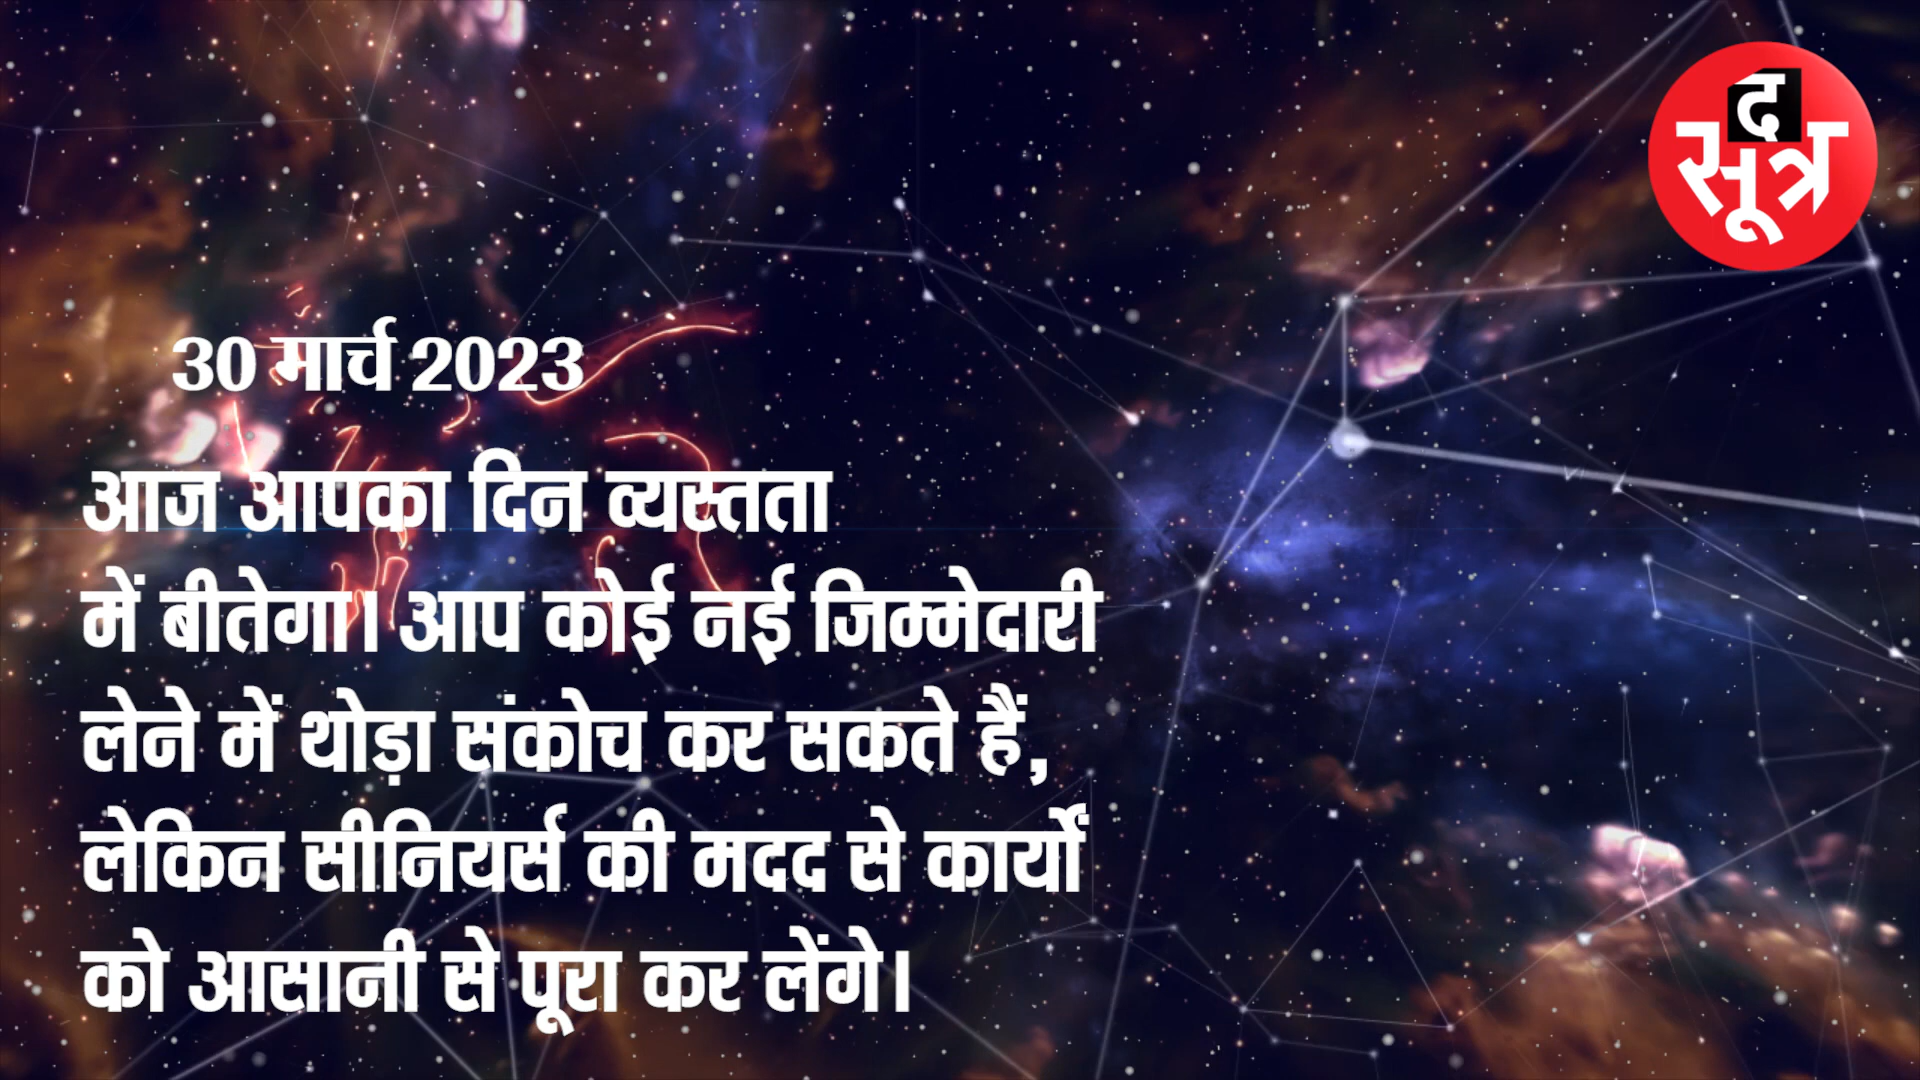 द
सूत्र
30 मार्च 2023
आज आपका दिन व्यस्तता
में बीतेगा। आप कोई नई जिम्मेदारी
लेने में थोड़ा संकोच कर सकते हैं,
लेकिन सीनियर्स की मदद से कार्यों
को आसानी से पूरा कर लेंगे।